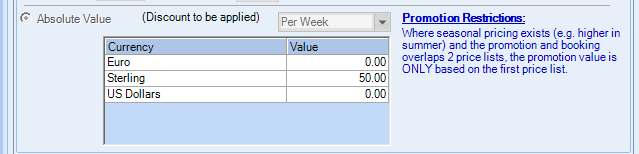 Absolute Value (Discount to be applied) Per Week
Currency Value
Euro 0.00
Sterling 50.00
US Dollars 0.00
Promotion Restrictions:
Where seasonal pricing exists (e.g. higher in
summer) and the promotion and booking
overlaps 2 price lists, the promotion value is
ONLY based on the first price list.